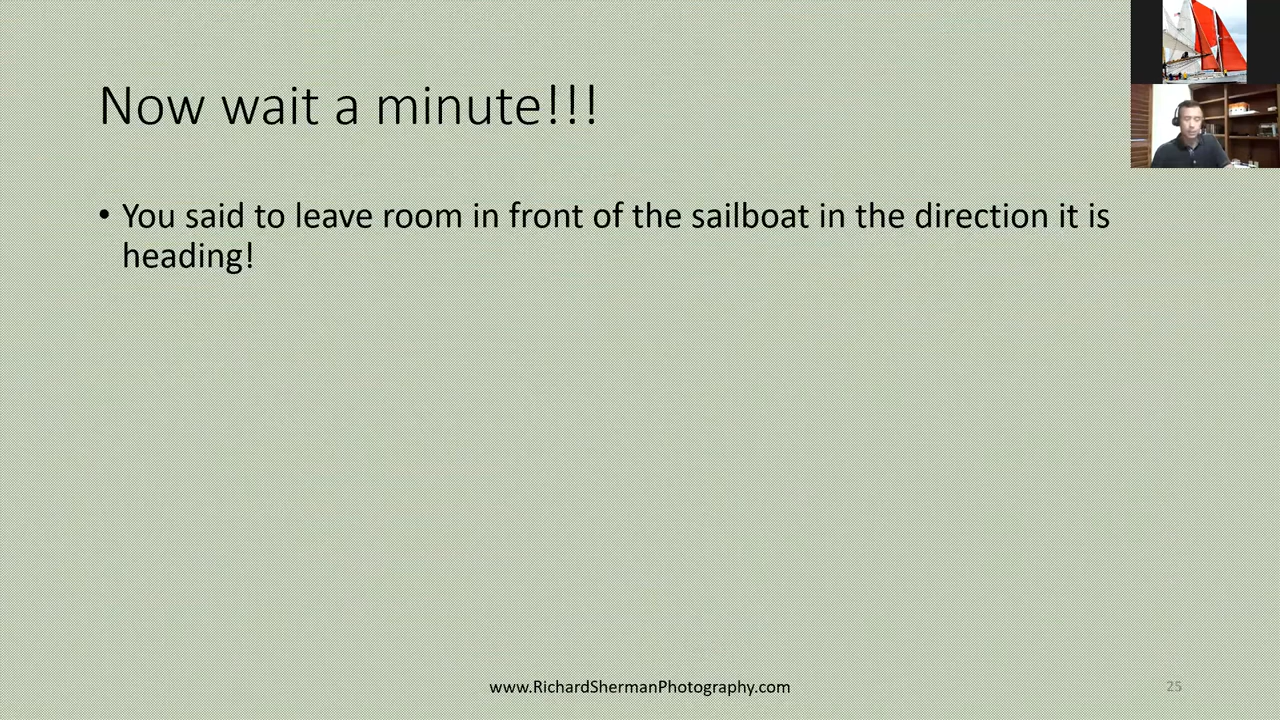 Now wait a minute!!!
• You said to leave room in front of the sailboat in the direction it is
heading!
www.RichardShermanPhotography.com
25